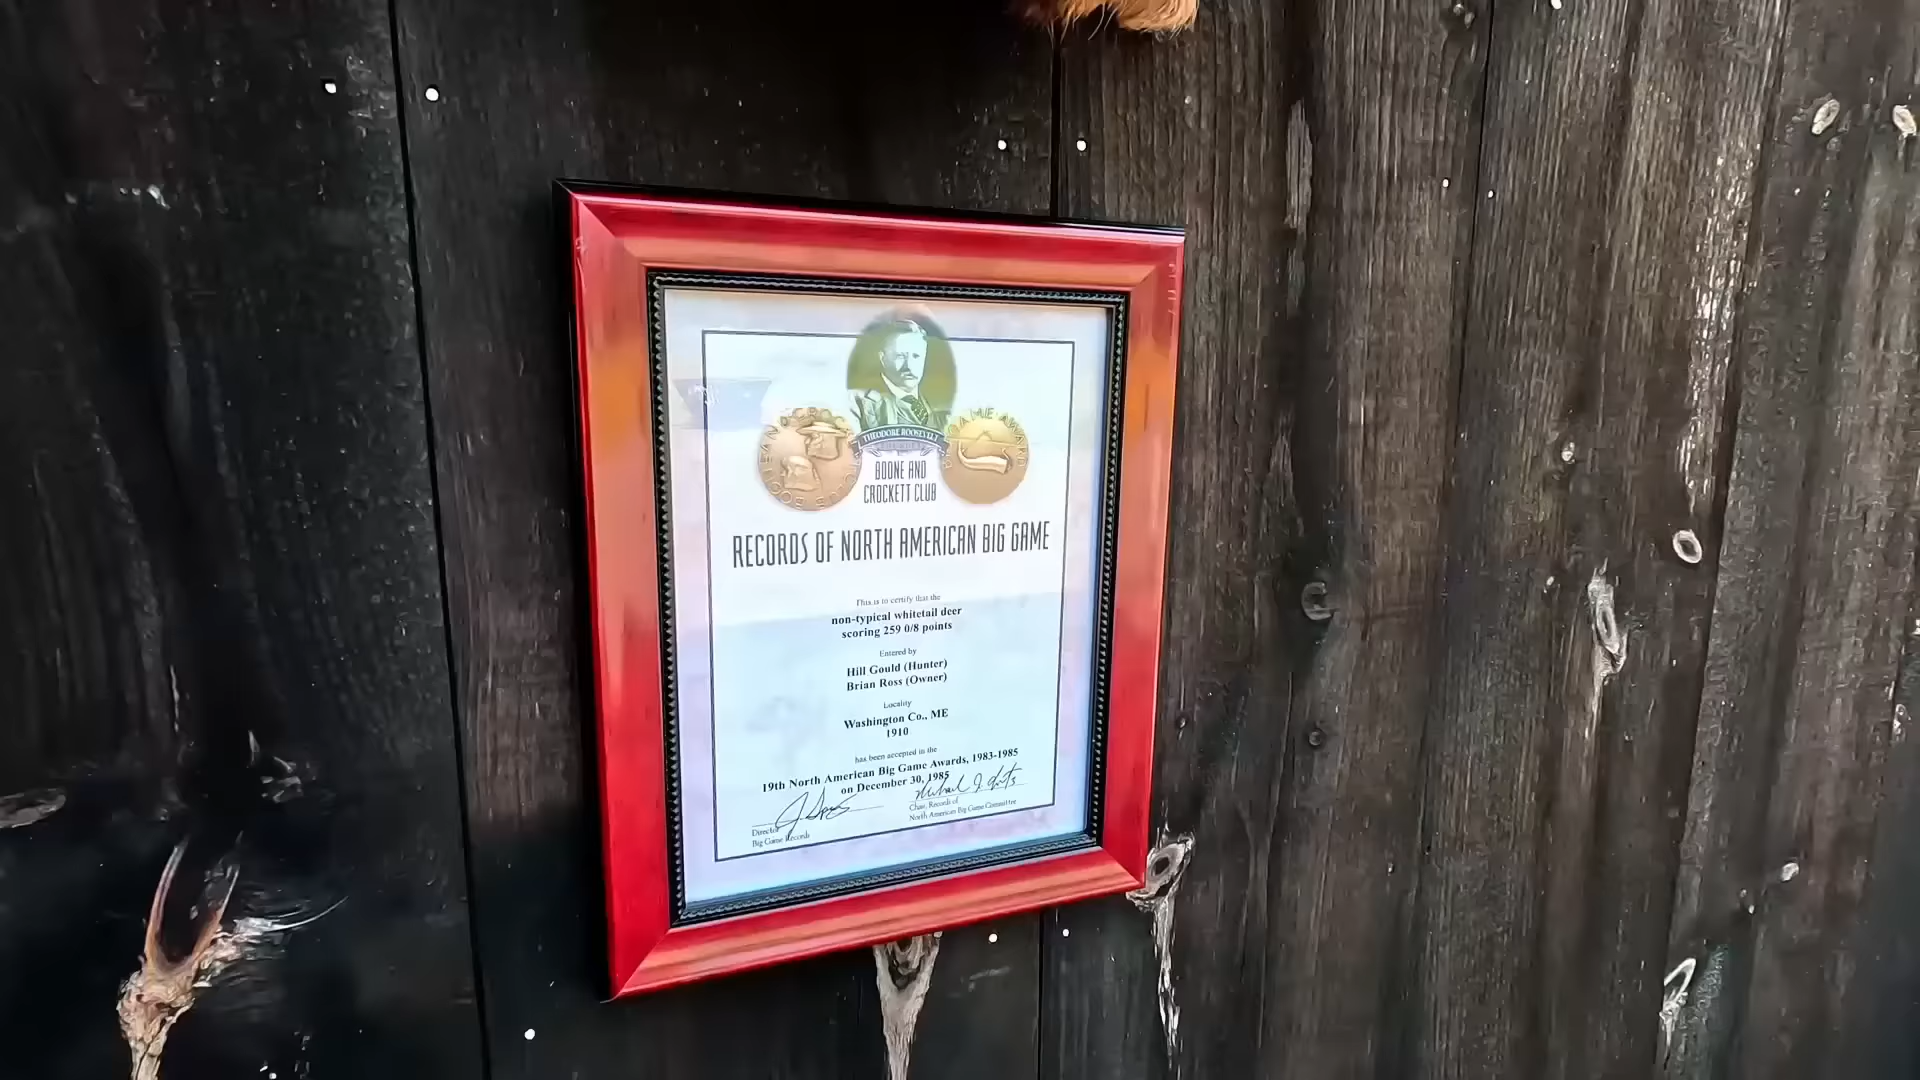 THEODORE ROOSEVELT
BOONE AND
CROCKETT CLUB
RECORDS OF NORTH AMERICAN BIG GAME
This is to certify that the
non-typical whitetail deer
scoring 259 0/8 points
Entered by
Hill Gould (Hunter)
Brian Ross (Owner)
Locality
Washington Co., ME
1910
has been accepted in the
19th North American Big Game Awards, 1983-1985
on December 30, 1985
Director
Big Game Records
Chair, Records of
North American Big Game Committee